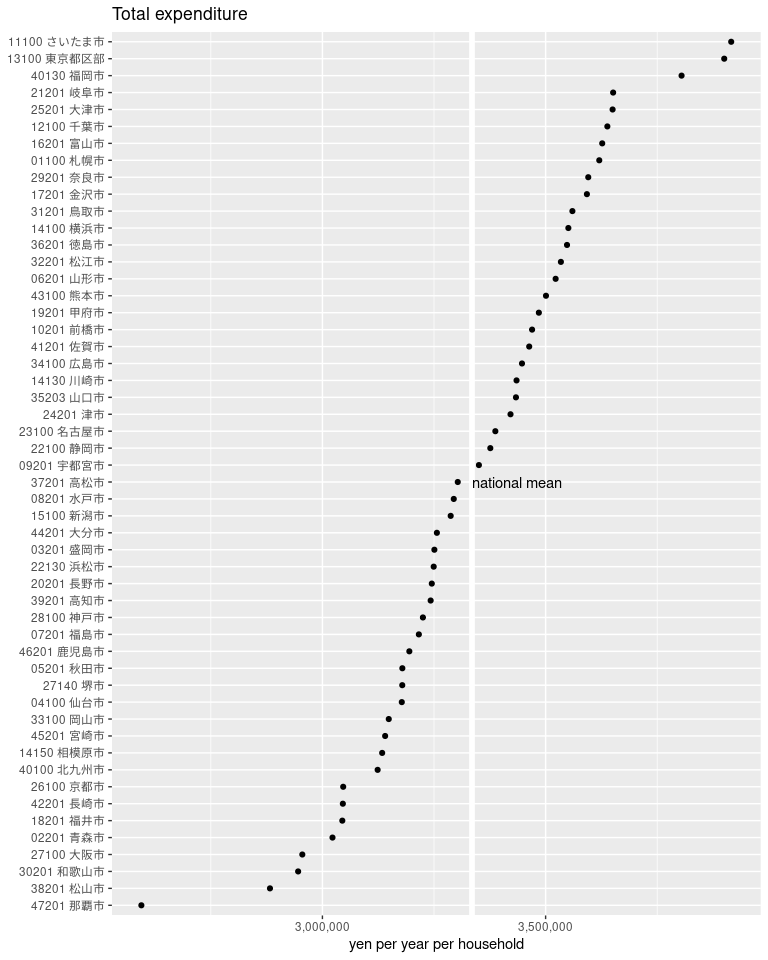 Total expenditure
11100 さいたま市
13100 東京都区部
40130 福岡市
21201 岐阜市
25201 大津市
12100 千葉市
16201 富山市
01100 札幌市
29201 奈良市
17201 金沢市
31201 鳥取市
14100 横浜市
36201 徳島市
32201 松江市
06201 山形市
43100 熊本市
19201 甲府市
10201 前橋市
41201 佐賀市
34100 広島市
14130 川崎市
35203 山口市
24201 津市
23100 名古屋市
22100 静岡市
09201 宇都宮市
37201 高松市
national mean
08201 水戸市
15100 新潟市
44201 大分市
03201 盛岡市
22130 浜松市
20201 長野市
39201 高知市
28100 神戸市
07201 福島市
46201 鹿児島市
05201 秋田市
27140 堺市
04100 仙台市
33100 岡山市
45201 宮崎市
14150 相模原市
40100 北九州市
26100 京都市
42201 長崎市
18201 福井市
02201 青森市
27100 大阪市
30201 和歌山市
38201 松山市
47201 那覇市
3,000,000
3,500,000
yen per year per household